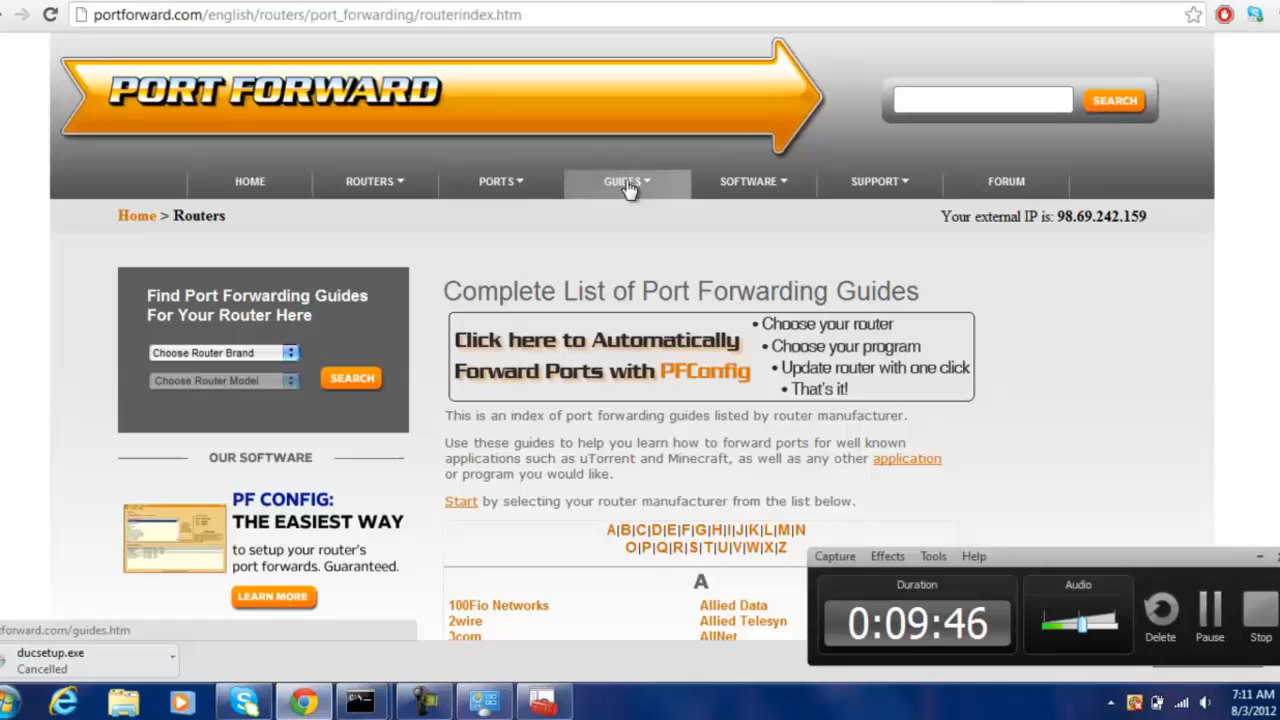 portforward.com/english/routers/port_forwarding/routerindex.htm
PORT FORWARD
SEARCH
HOME
ROUTERS
PORTS
GUIDES
SOFTWARE
SUPPORT
FORUM
Home > Routers
Your external IP is: 98.69.242.159
Find Port Forwarding Guides
For Your Router Here
Choose Router Brand
Choose Router Model
SEARCH
OUR SOFTWARE
PF CONFIG:
THE EASIEST WAY
to setup your router's
port forwards. Guaranteed.
LEARN MORE
Complete List of Port Forwarding Guides
Click here to Automatically
Forward Ports with PFConfig
• Choose your router
• Choose your program
• Update router with one click
• That's it!
This is an index of port forwarding guides listed by router manufacturer.
Use these guides to help you learn how to forward ports for well known
applications such as uTorrent and Minecraft, as well as any other application
or program you would like.
Start by selecting your router manufacturer from the list below.
A|B|C|D|E|F|G|H|I|J|K|L|M|N
O|P|Q|R|S|T|U|V|W|X|Z
A
100Fio Networks
2wire
3com
Allied Data
Allied Telesyn
AllNet
Capture Effects Tools Help
Duration
0:09:46
Audio
Delete
Pause
Stop
forward.com/guides.htm
ducsetup.exe
Cancelled
7:11 AM
8/3/2012